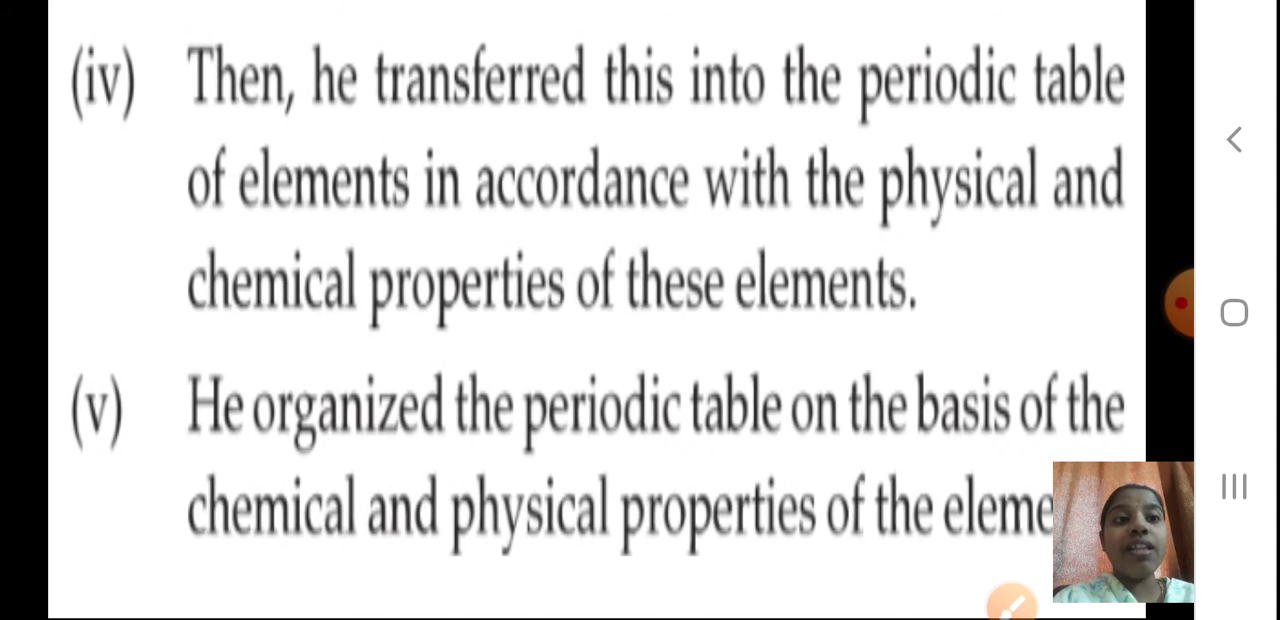 (iv) Then, he transferred this into the periodic table
of elements in accordance with the physical and
chemical properties of these elements.
(v) He organized the periodic table on the basis of the
chemical and physical properties of the